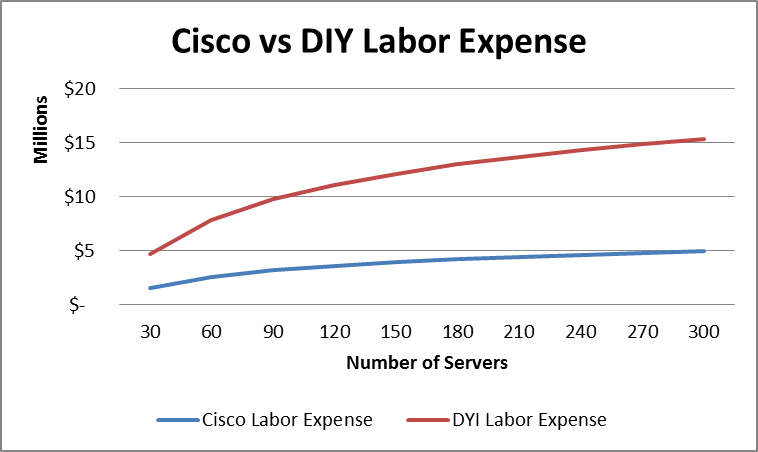 Cisco vs DIY Labor Expense
Millions
$20
$15
$10
$5
$-
30 60 90 120 150 180 210 240 270 300
Number of Servers
Cisco Labor Expense DYI Labor Expense